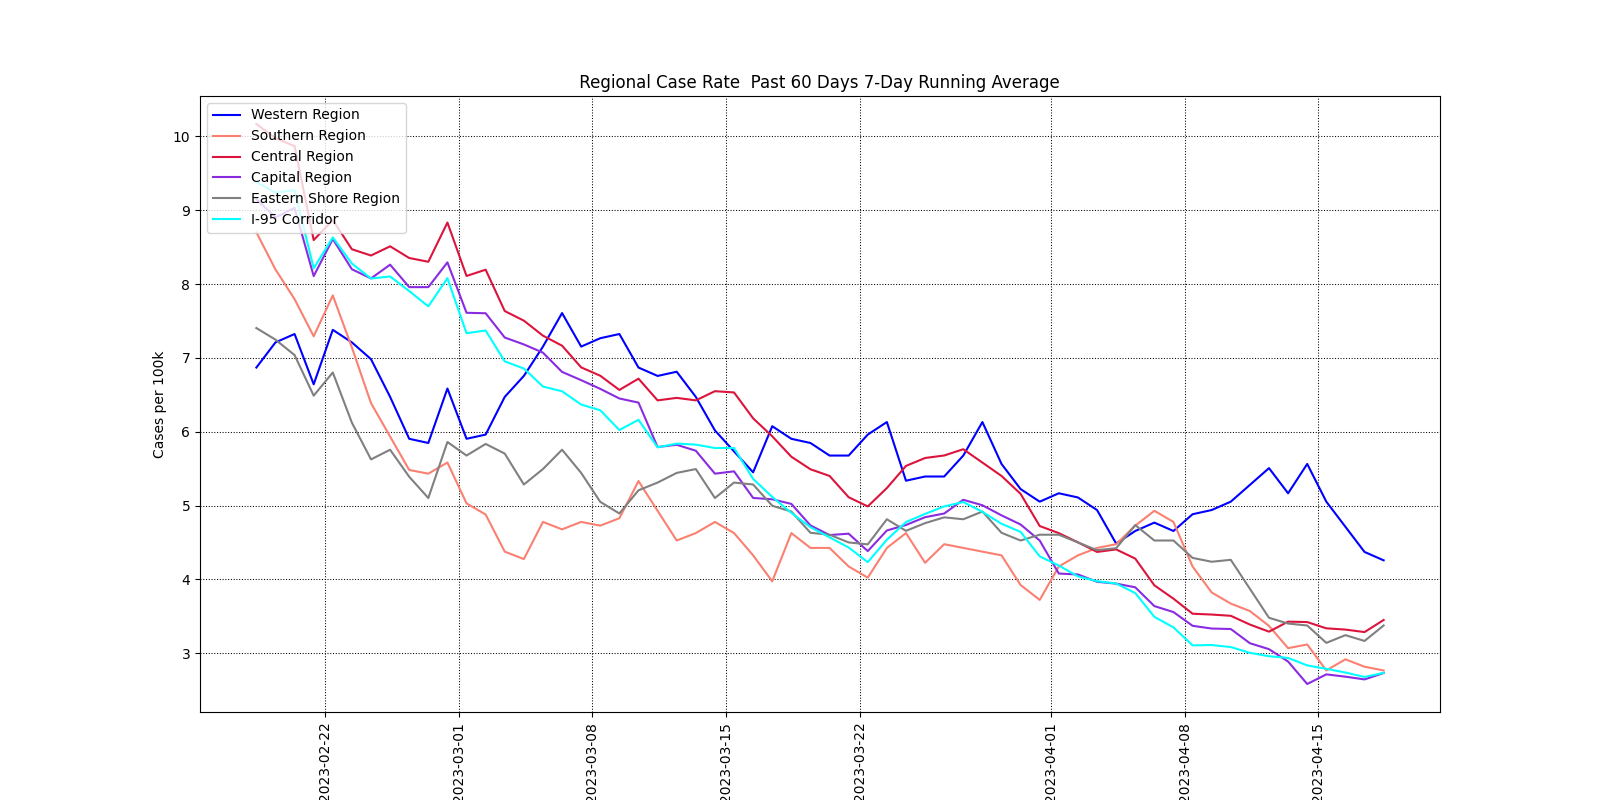 Regional Case Rate  Past 60 Days 7-Day Running Average
Western Region
Southern Region
Central Region
Capital Region
Eastern Shore Region
I-95 Corridor
Cases per 100k
10
9
8
7
6
5
4
3
2023-02-22
2023-03-01
2023-03-08
2023-03-15
2023-03-22
2023-04-01
2023-04-08
2023-04-15